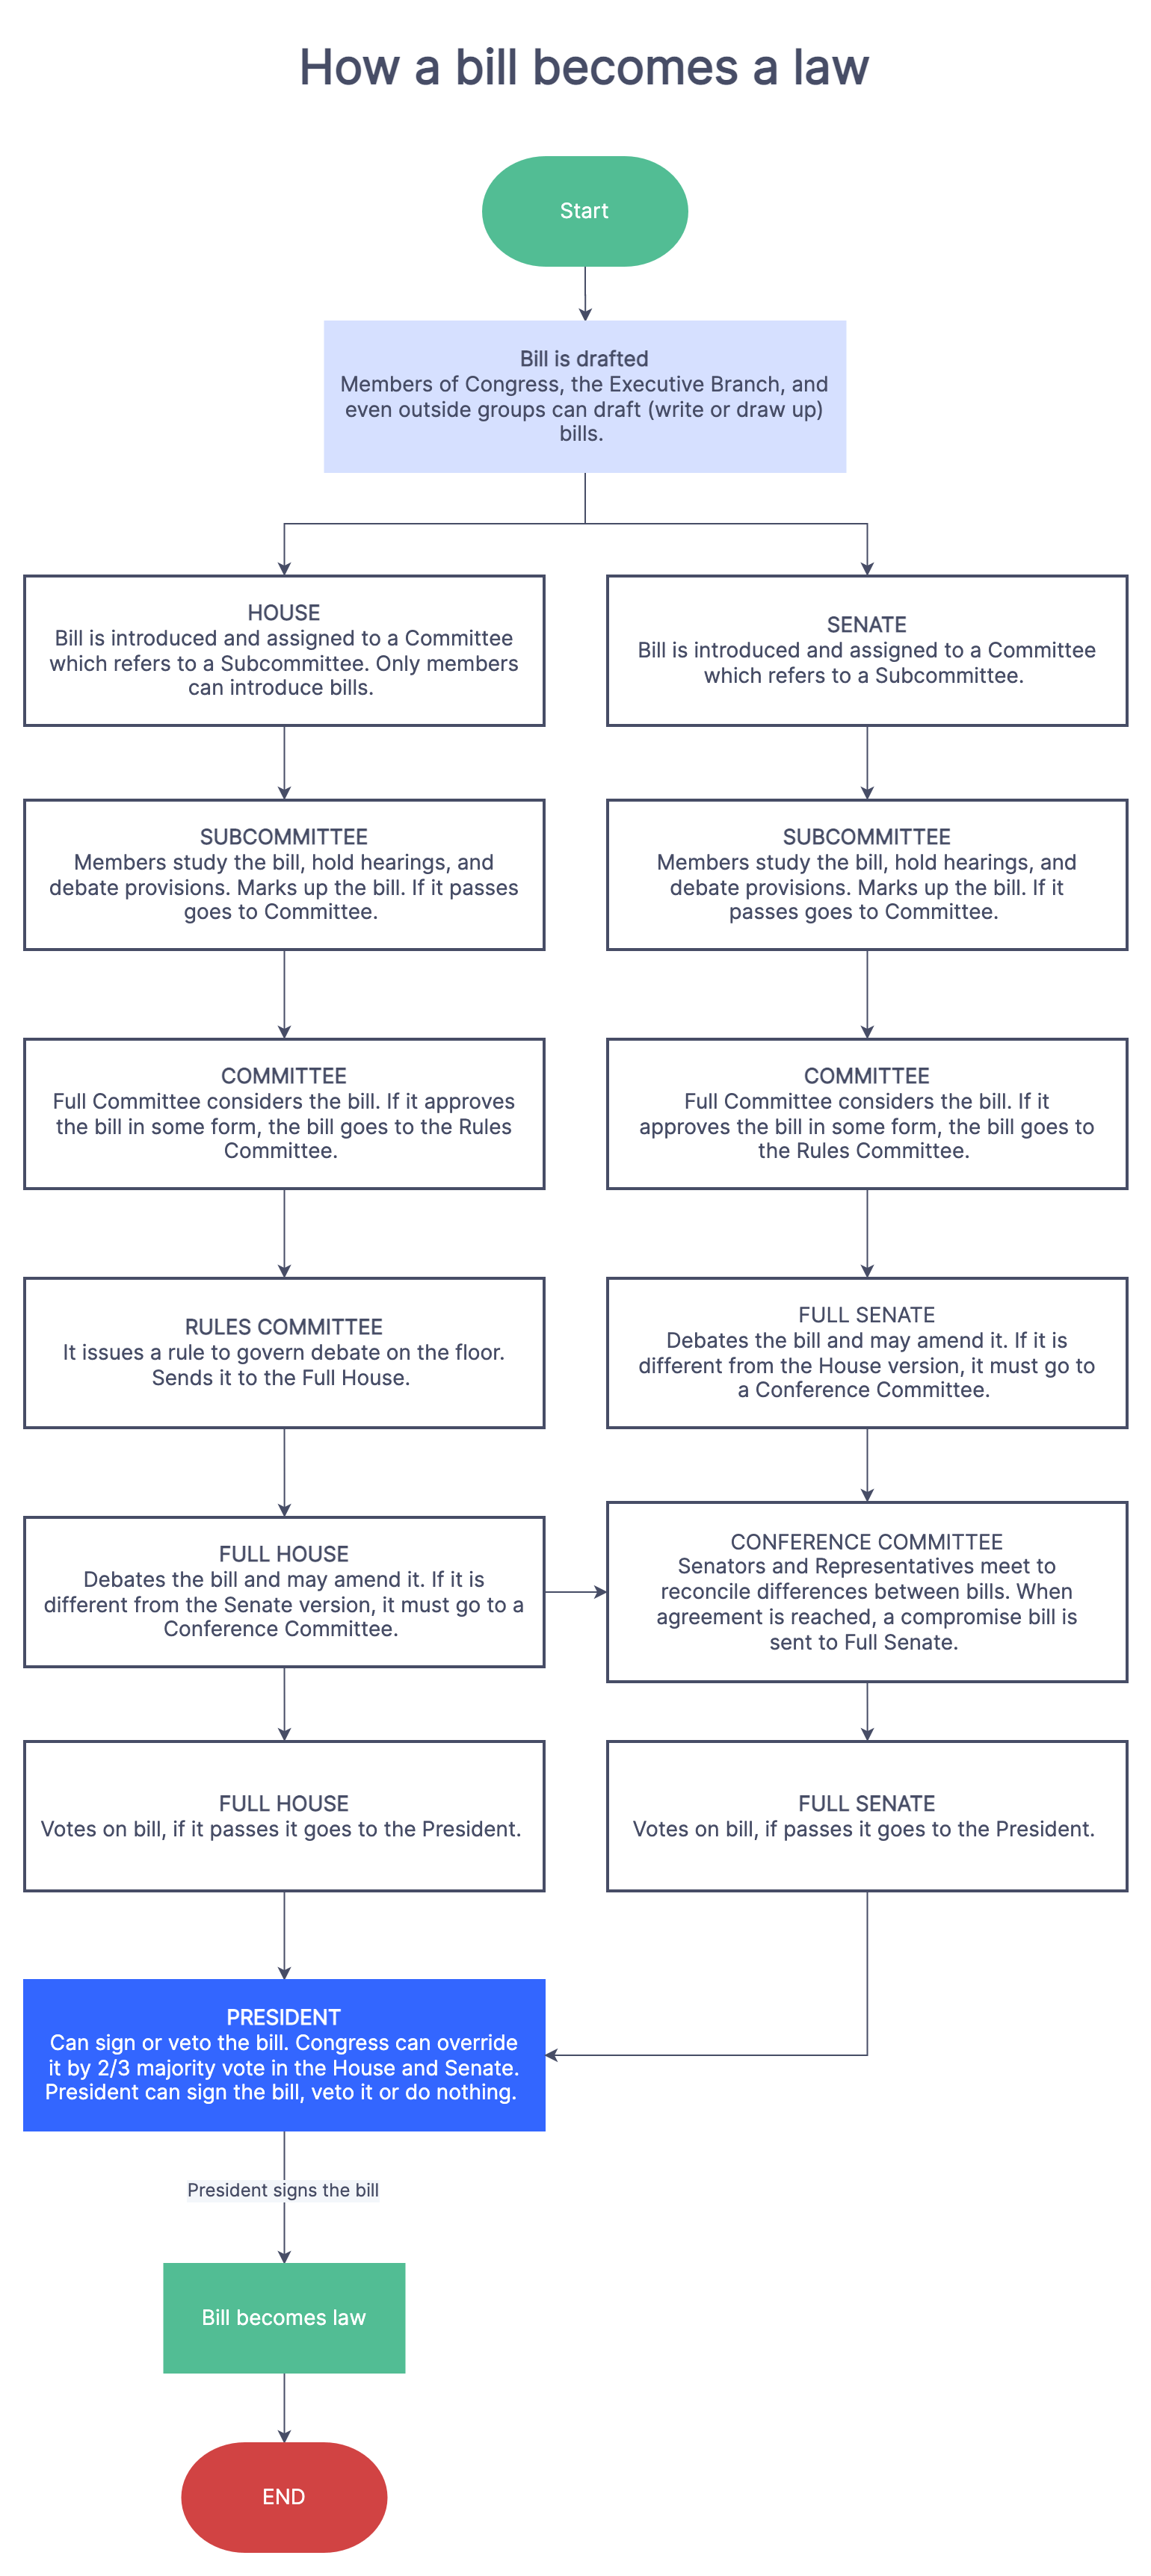 How a bill becomes a law
Start
Bill is drafted
Members of Congress, the Executive Branch, and
even outside groups can draft (write or draw up)
bills.
HOUSE
Bill is introduced and assigned to a Committee
which refers to a Subcommittee. Only members
can introduce bills.
SENATE
Bill is introduced and assigned to a Committee
which refers to a Subcommittee.
SUBCOMMITTEE
Members study the bill, hold hearings, and
debate provisions. Marks up the bill. If it passes
goes to Committee.
SUBCOMMITTEE
Members study the bill, hold hearings, and
debate provisions. Marks up the bill. If it
passes goes to Committee.
COMMITTEE
Full Committee considers the bill. If it approves
the bill in some form, the bill goes to the Rules
Committee.
COMMITTEE
Full Committee considers the bill. If it
approves the bill in some form, the bill goes to
the Rules Committee.
RULES COMMITTEE
It issues a rule to govern debate on the floor.
Sends it to the Full House.
FULL SENATE
Debates the bill and may amend it. If it is
different from the House version, it must go to
a Conference Committee.
FULL HOUSE
Debates the bill and may amend it. If it is
different from the Senate version, it must go to a
Conference Committee.
CONFERENCE COMMITTEE
Senators and Representatives meet to
reconcile differences between bills. When
agreement is reached, a compromise bill is
sent to Full Senate.
FULL HOUSE
Votes on bill, if it passes it goes to the President.
FULL SENATE
Votes on bill, if passes it goes to the President.
PRESIDENT
Can sign or veto the bill. Congress can override
it by 2/3 majority vote in the House and Senate.
President can sign the bill, veto it or do nothing.
President signs the bill
Bill becomes law
END